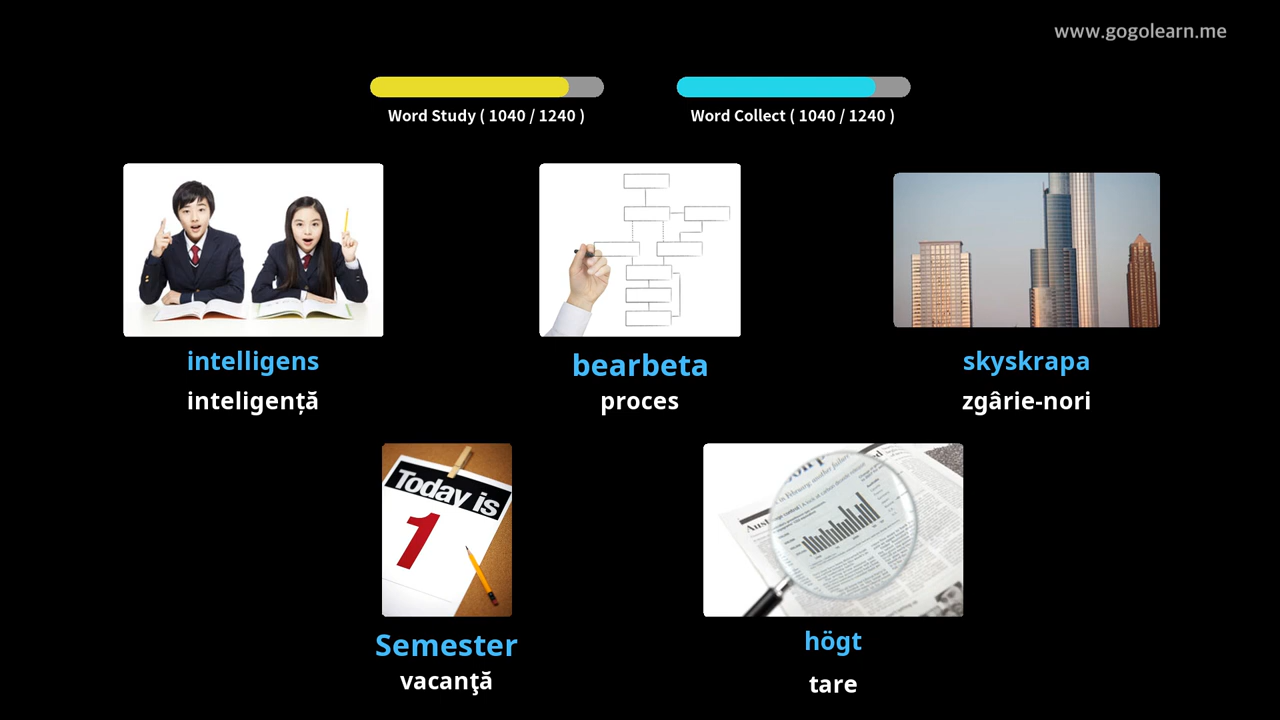 www.gogolearn.me
Word Study ( 1040 / 1240 )
Word Collect ( 1040 / 1240 )
intelligens
inteligență
bearbeta
proces
skyskrapa
zgârie-nori
Today is
1
Semester
vacanţă
högt
tare